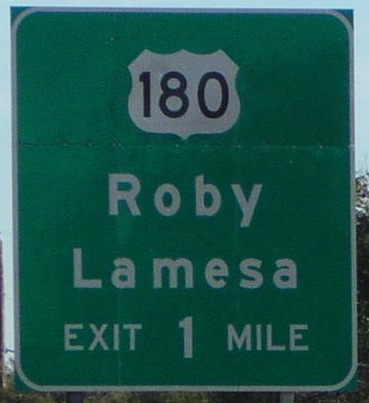 180
Roby
Lamesa
EXIT 1 MILE